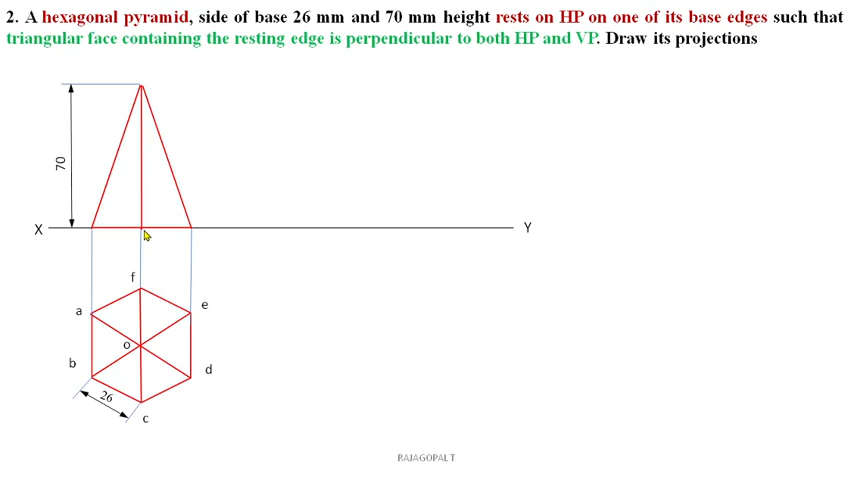 2. A hexagonal pyramid, side of base 26 mm and 70 mm height rests on HP on one of its base edges such that
triangular face containing the resting edge is perpendicular to both HP and VP. Draw its projections
70
X
Y
f
a
e
o
b
d
26
c
RAJAGOPAL T